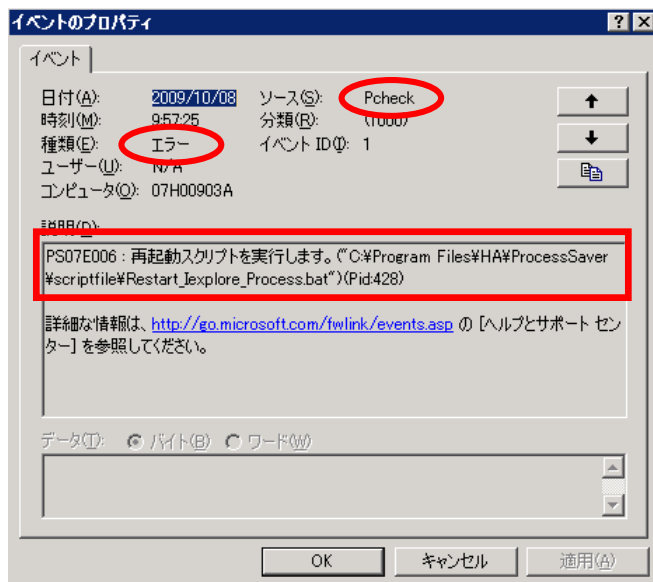 イベントのプロパティ
イベント
日付(A): 2009/10/08 ソース(S): Pcheck
時刻(M): 9:57:25 分類(R): (1000)
種類(E): エラー イベント ID(I): 1
ユーザー(U): N/A
コンピュータ(O): 07H00903A
説明(D):
PS07E006 : 再起動スクリプトを実行します。("C:¥Program Files¥HA¥ProcessSaver
¥scriptfile¥Restart_Iexplore_Process.bat")(Pid:428)
詳細な情報は、http://go.microsoft.com/fwlink/events.asp の [ヘルプとサポート セン
ター] を参照してください。
データ(T): バイト(B) ワード(W)
OK キャンセル 適用(A)